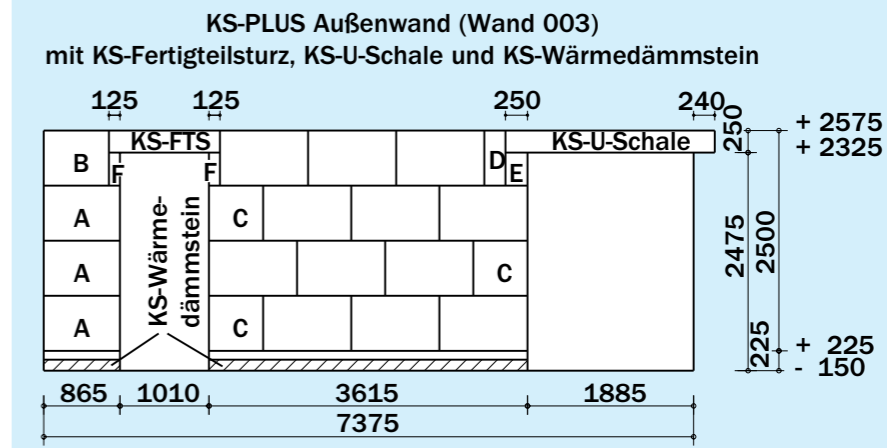 KS-PLUS Außenwand (Wand 003)
mit KS-Fertigteilsturz, KS-U-Schale und KS-Wärmedämmstein
125 125 250 240
250
+ 2575
+ 2325
KS-FTS KS-U-Schale
B F F D E
A C
A C
A C
KS-Wärme-
dämmstein
2475
2500
225
+ 225
- 150
865 1010 3615 1885
7375